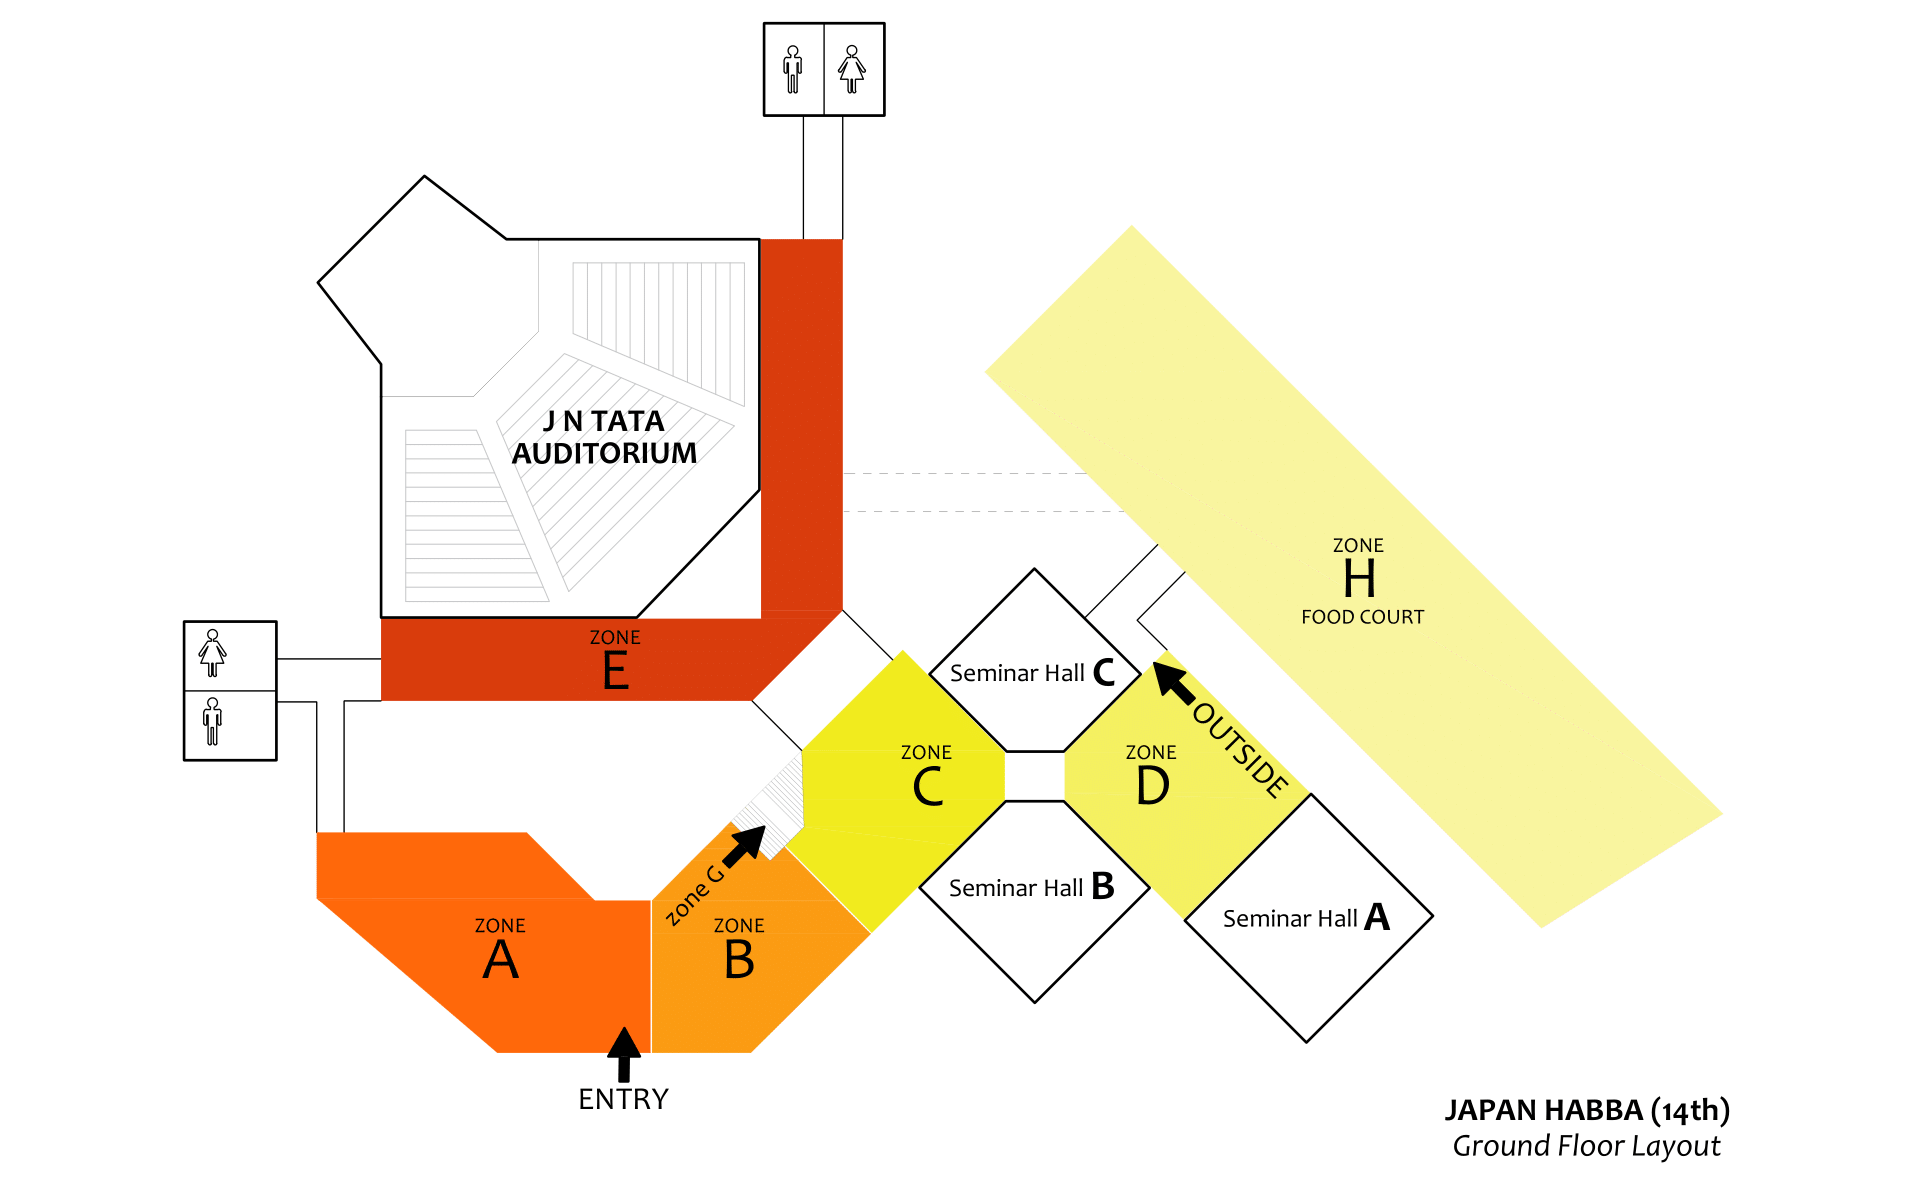 J N TATA
AUDITORIUM
ZONE
H
FOOD COURT
ZONE
E
Seminar Hall C
OUTSIDE
ZONE
C
ZONE
D
zone G
Seminar Hall B
ZONE
A
ZONE
B
Seminar Hall A
ENTRY
JAPAN HABBA (14th)
Ground Floor Layout